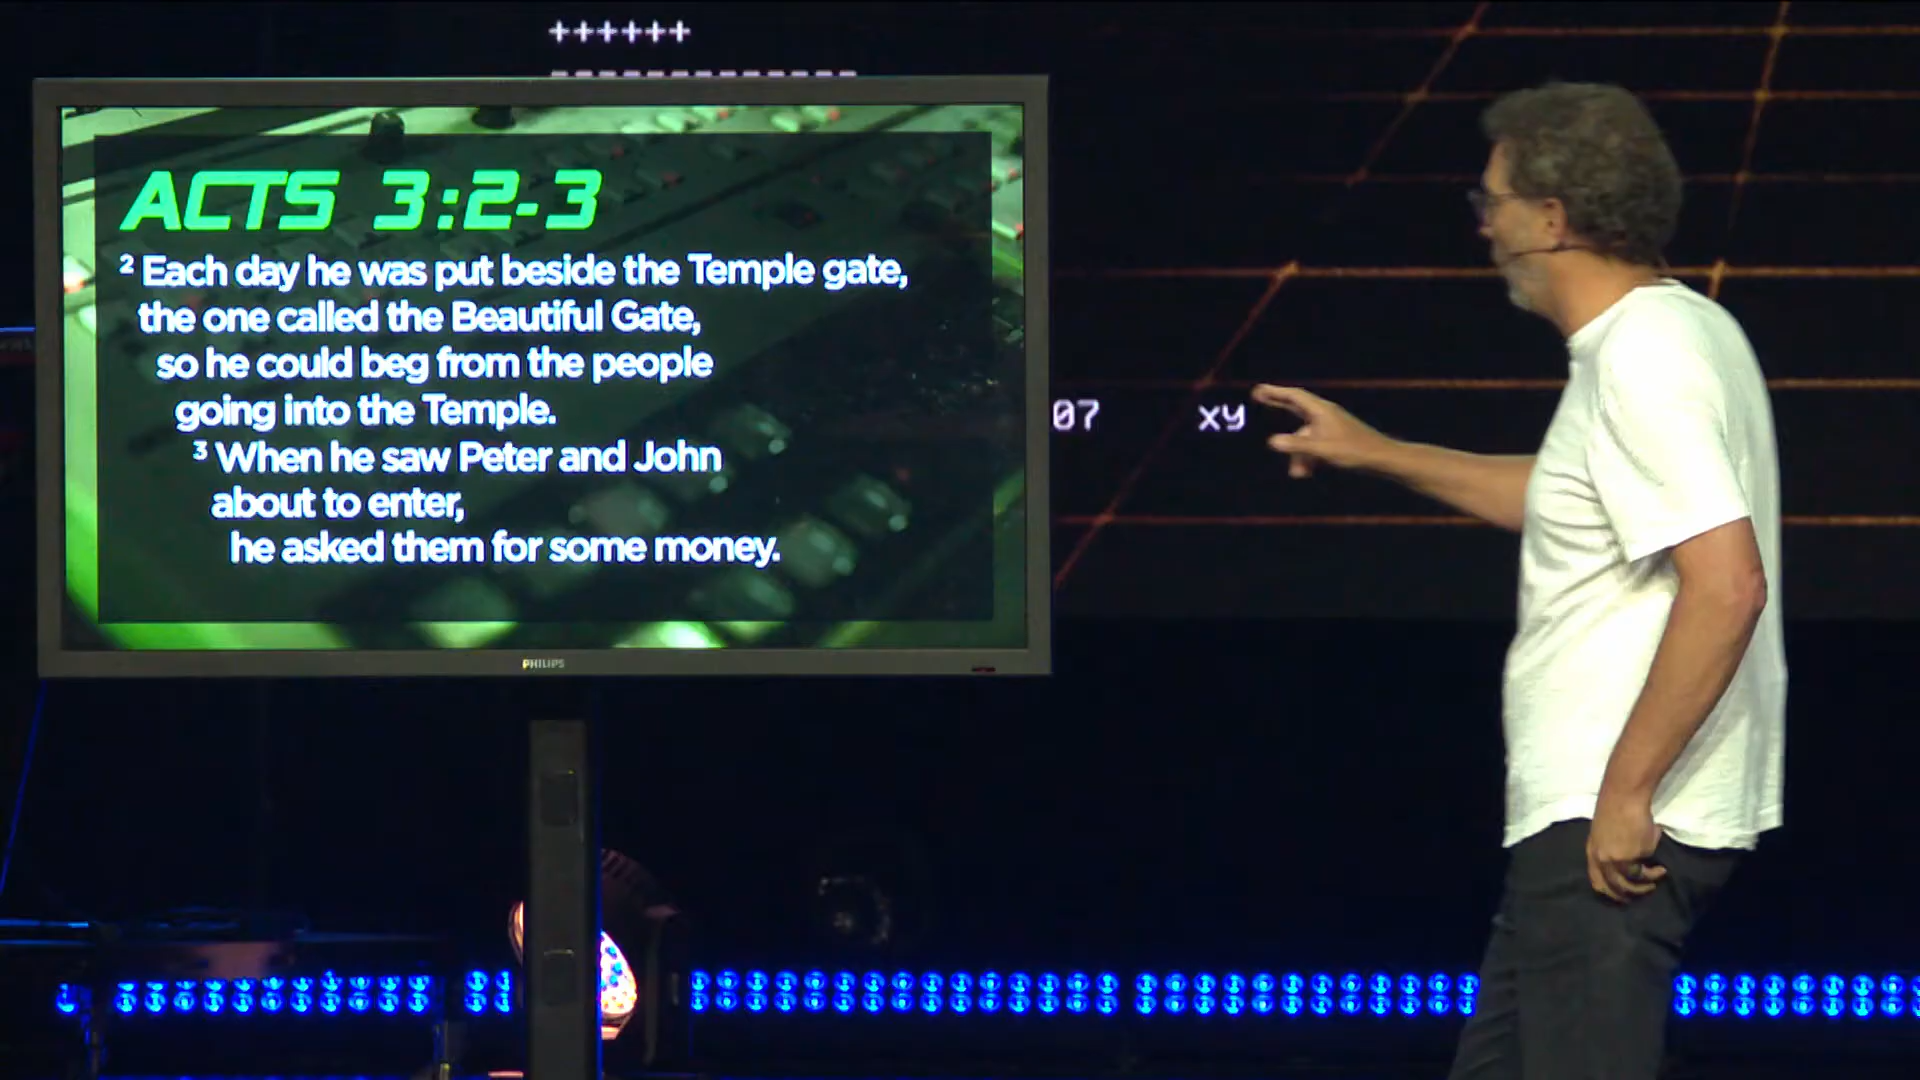 ++++++
ACTS 3:2-3
² Each day he was put beside the Temple gate,
the one called the Beautiful Gate,
so he could beg from the people
going into the Temple.
³ When he saw Peter and John
about to enter,
he asked them for some money.
07 xy
PHILIPS